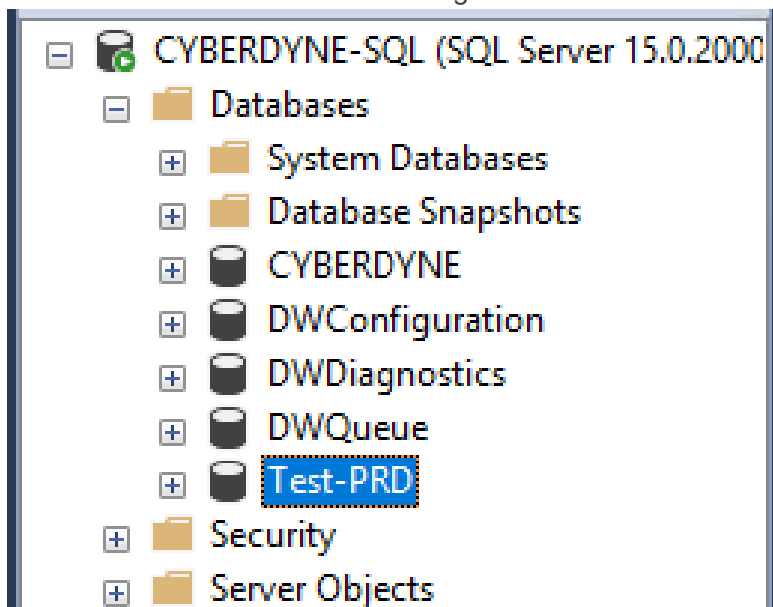 CYBERDYNE-SQL (SQL Server 15.0.2000
Databases
System Databases
Database Snapshots
CYBERDYNE
DWConfiguration
DWDiagnostics
DWQueue
Test-PRD
Security
Server Objects